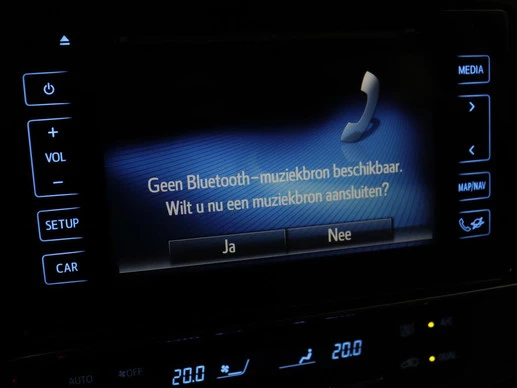 MEDIA
+
VOL
−
>
<
Geen Bluetooth-muziekbron beschikbaar.
Wilt u nu een muziekbron aansluiten?
MAP/NAV
SETUP
Ja
Nee
CAR
AUTO
OFF
20.0
20.0